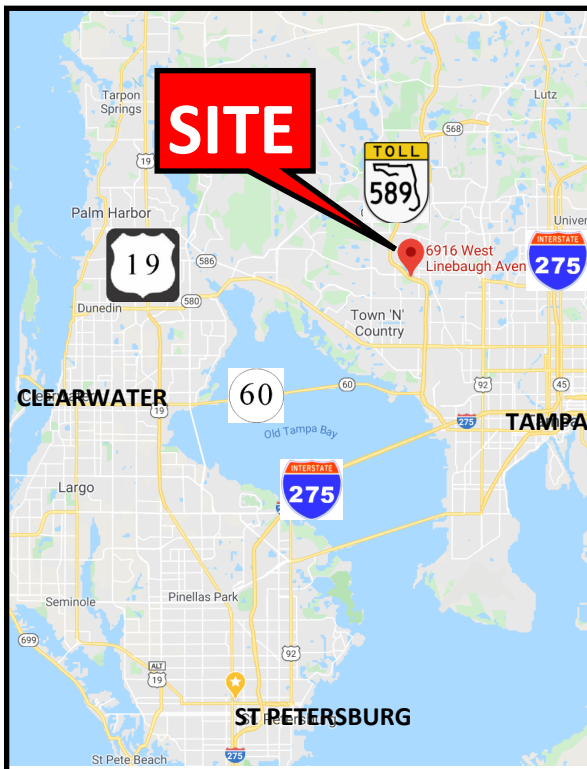 Tarpon
Springs
Lutz
568
SITE
TOLL
589
19
Palm Harbor
Univer
6916 West
Linebaugh Aven
INTERSTATE
275
19
586
580
Dunedin
Town 'N'
Country
60
60
92
45
CLEARWATER
19
275
TAMPA
Old Tampa Bay
INTERSTATE
275
Largo
Seminole
Pinellas Park
699
92
ALT
19
ST PETERSBURG
St Pete Beach
275